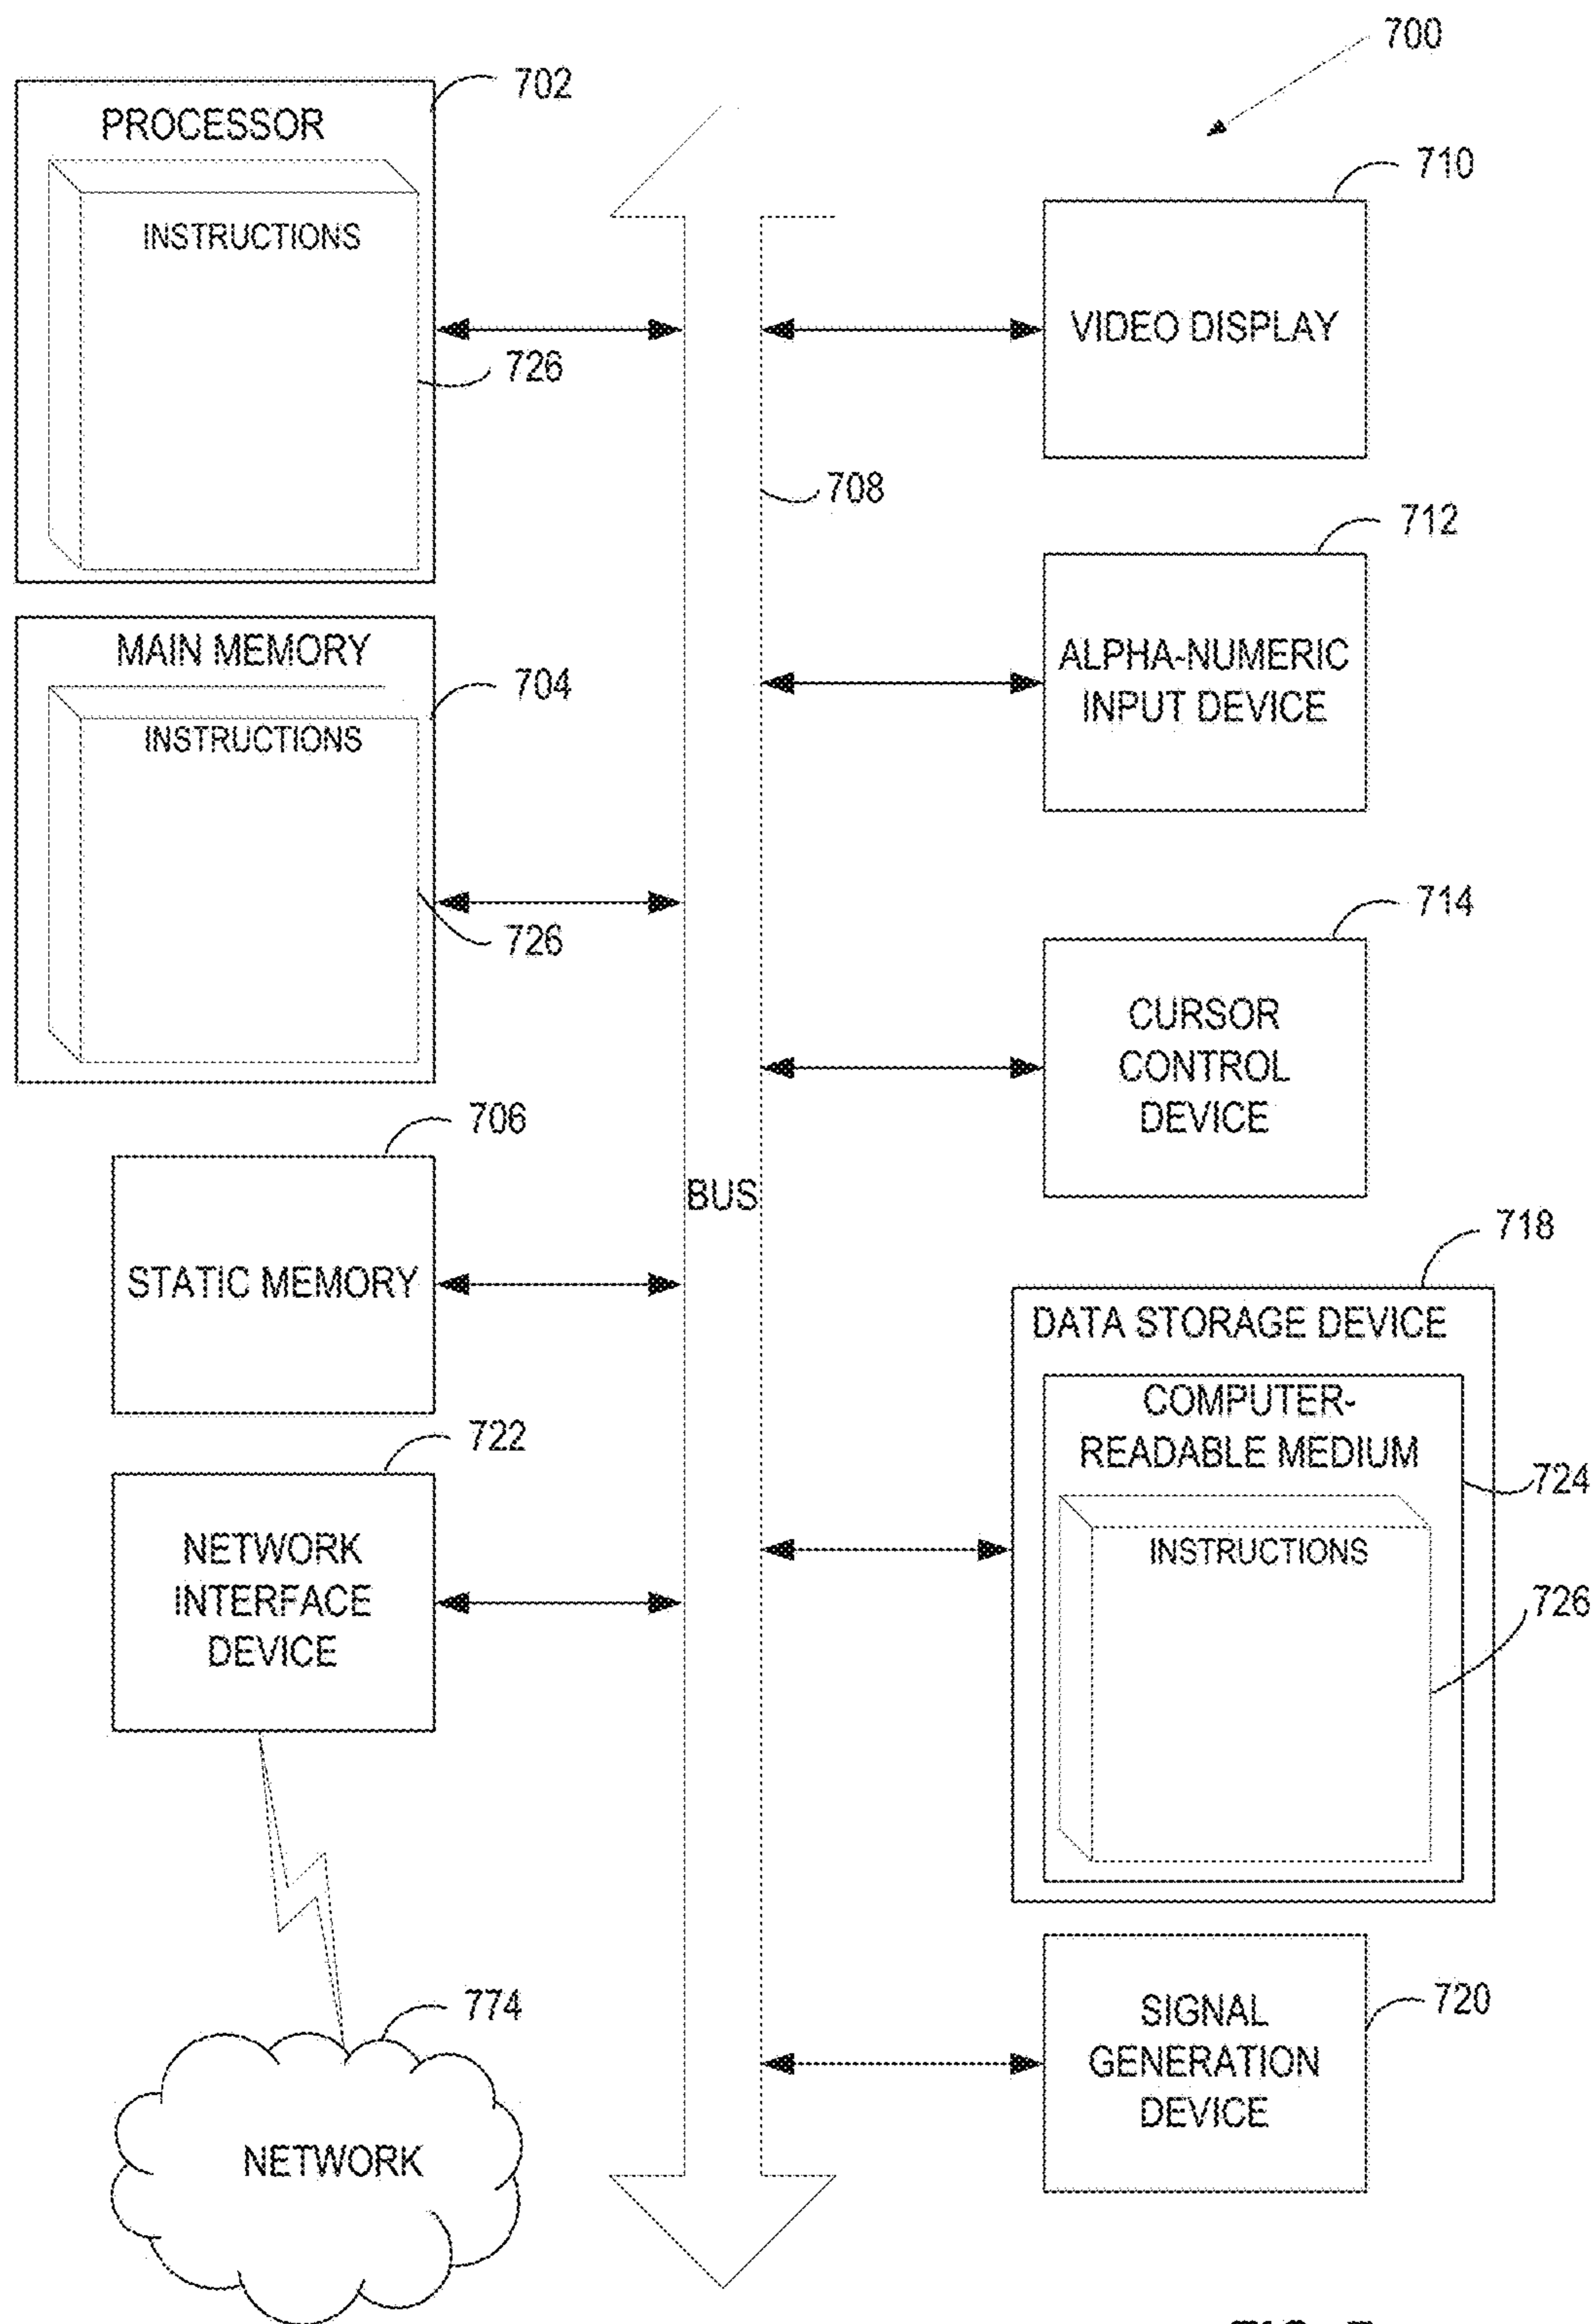 700
702
PROCESSOR
INSTRUCTIONS
726
710
VIDEO DISPLAY
708
712
ALPHA-NUMERIC
INPUT DEVICE
MAIN MEMORY
704
INSTRUCTIONS
726
714
CURSOR
CONTROL
DEVICE
706
STATIC MEMORY
BUS
718
DATA STORAGE DEVICE
COMPUTER-
READABLE MEDIUM
724
INSTRUCTIONS
726
722
NETWORK
INTERFACE
DEVICE
774
NETWORK
720
SIGNAL
GENERATION
DEVICE